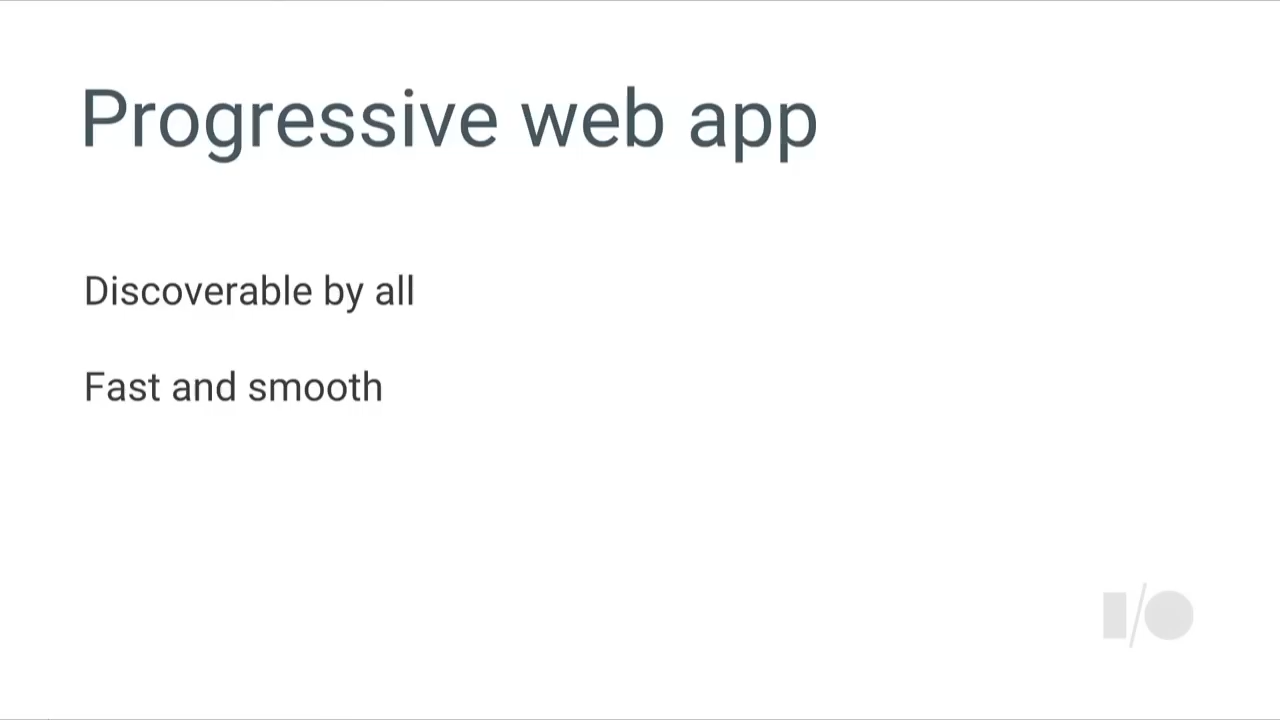 Progressive web app
Discoverable by all
Fast and smooth
I/O